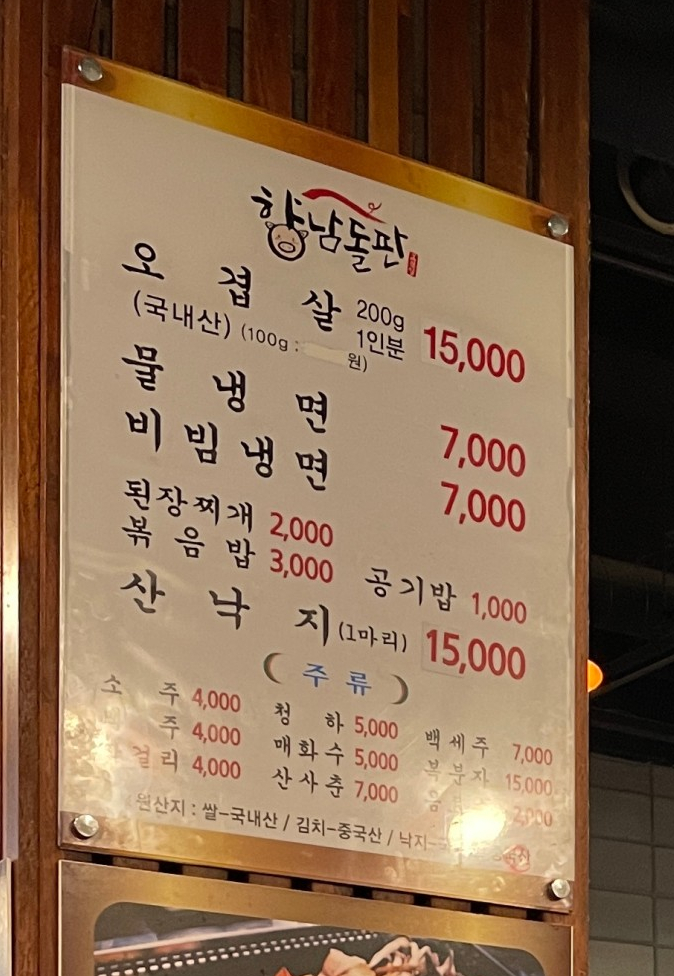 향남돌판
오겹살 200g 1인분 15,000
(국내산) (100g : 원)
물냉면 7,000
비빔냉면 7,000
된장찌개 2,000
볶음밥 3,000 공기밥 1,000
산낙지 (1마리) 15,000
( 주류 )
소주 4,000 청하 5,000 백세주 7,000
주 4,000 매화수 5,000 복분자 15,000
걸리 4,000 산사춘 7,000 음 2,000
원산지 : 쌀-국내산 / 김치-중국산 / 낙지-